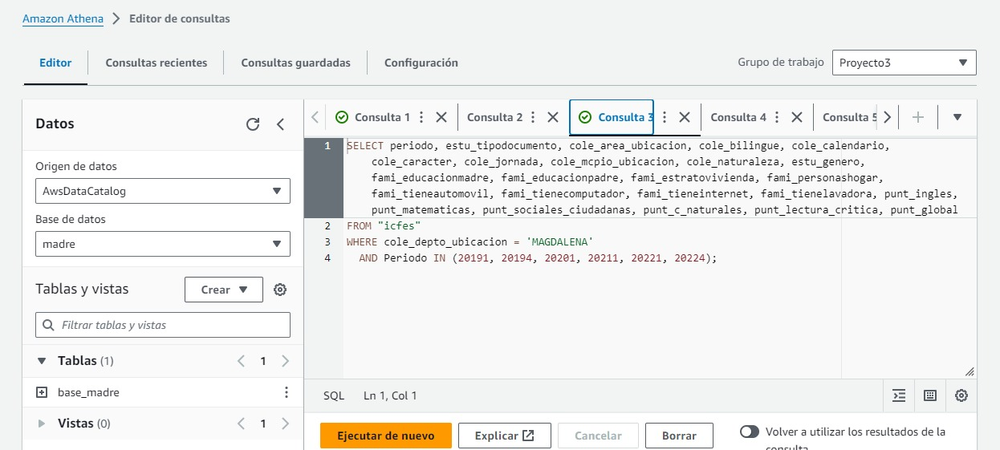 Amazon Athena > Editor de consultas
Editor Consultas recientes Consultas guardadas Configuración Grupo de trabajo Proyecto3
Datos
Origen de datos
AwsDataCatalog
Base de datos
madre
Tablas y vistas Crear
Filtrar tablas y vistas
Tablas (1) < 1 >
base_madre
Vistas (0) < 1 >
Consulta 1 Consulta 2 Consulta 3 Consulta 4 Consulta 5
1 SELECT periodo, estu_tipodocumento, cole_area_ubicacion, cole_bilingue, cole_calendario,
cole_caracter, cole_jornada, cole_mcpio_ubicacion, cole_naturaleza, estu_genero,
fami_educacionmadre, fami_educacionpadre, fami_estratovivienda, fami_personashogar,
fami_tieneautomovil, fami_tienecomputador, fami_tieneinternet, fami_tienelavadora, punt_ingles,
punt_matematicas, punt_sociales_ciudadanas, punt_c_naturales, punt_lectura_critica, punt_global
2 FROM "icfes"
3 WHERE cole_depto_ubicacion = 'MAGDALENA'
4 AND Periodo IN (20191, 20194, 20201, 20211, 20221, 20224);
SQL Ln 1, Col 1
Ejecutar de nuevo Explicar Cancelar Borrar Volver a utilizar los resultados de la
consulta